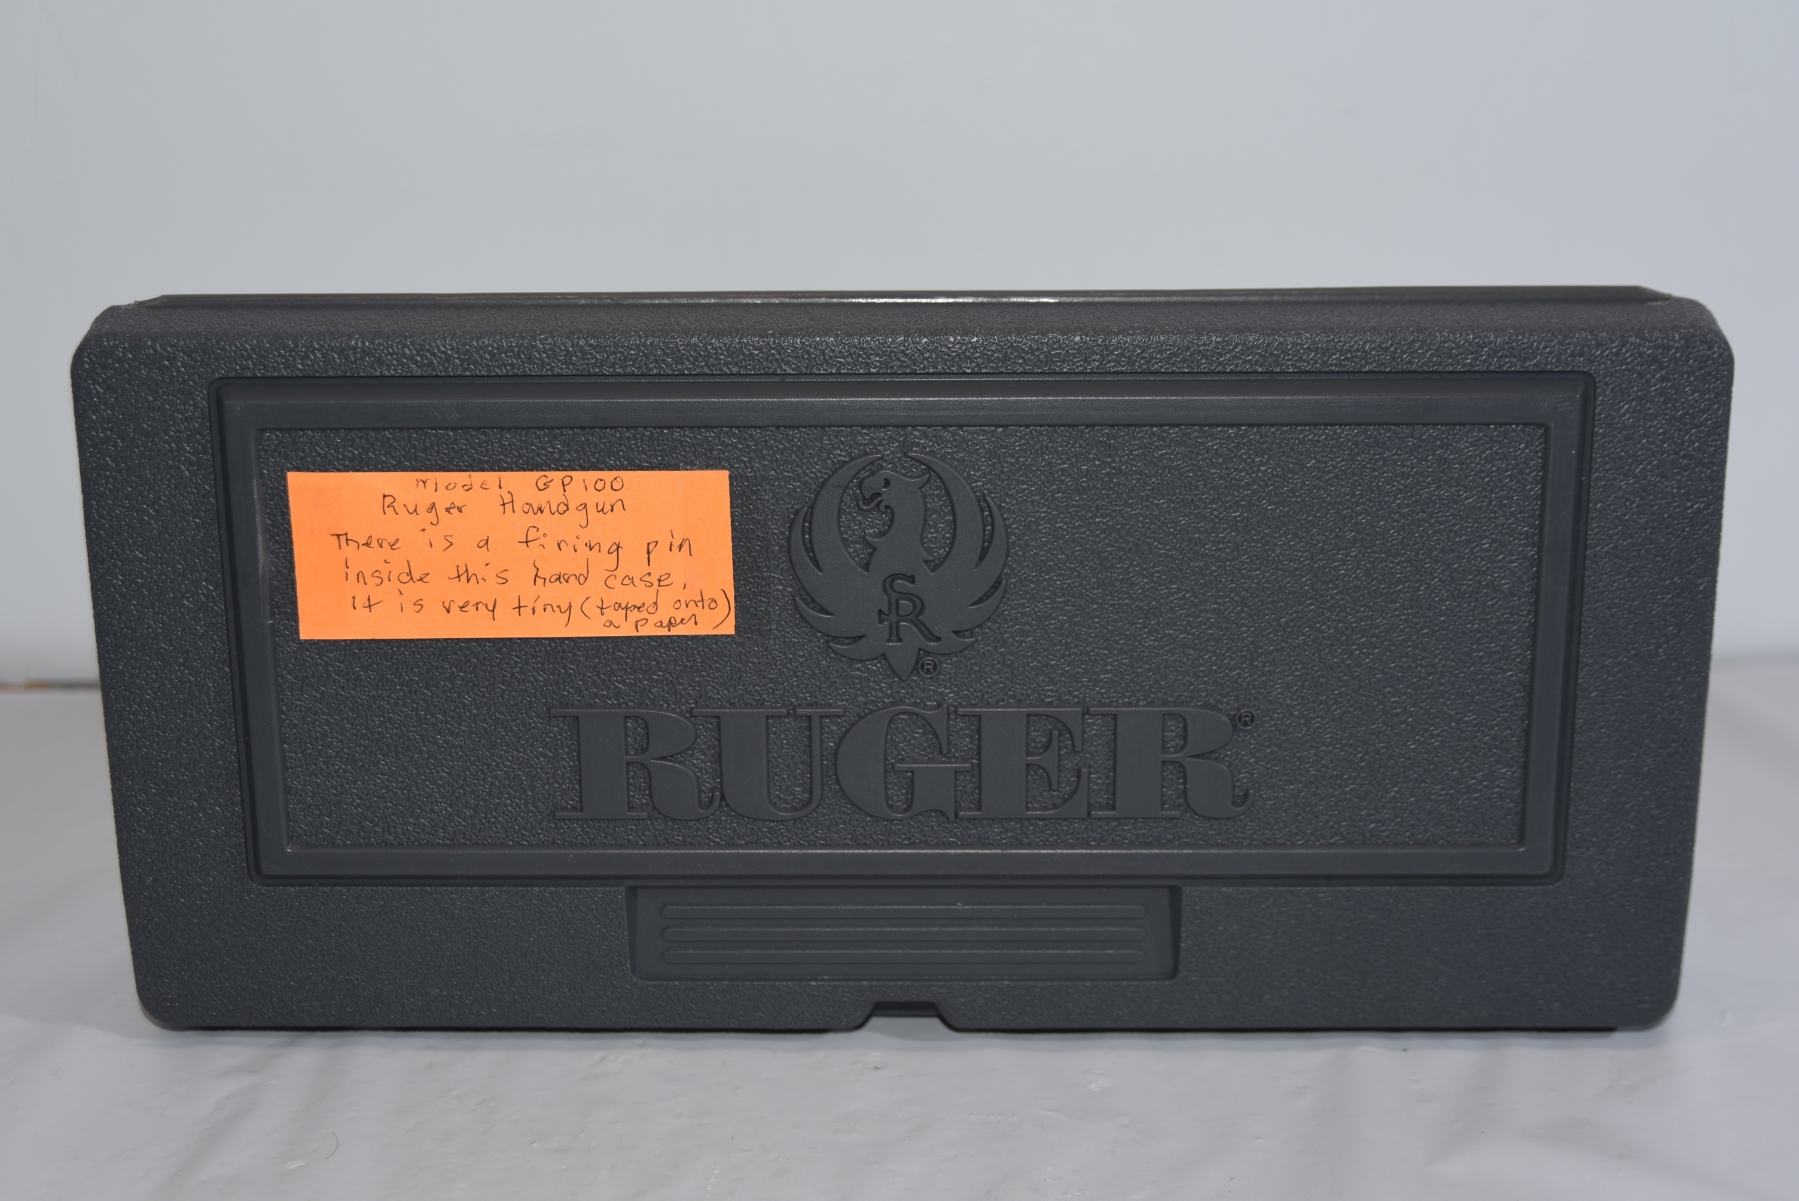 Model GP100
Ruger Handgun
There is a firing pin
inside this hard case,
it is very tiny (taped onto)
a paper
SR
®
RUGER®